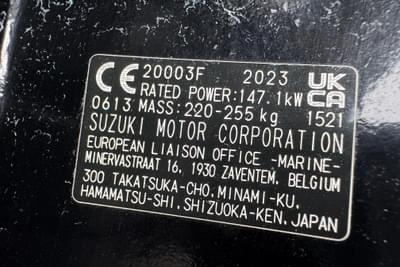 CE 20003F 2023 UK
RATED POWER:147.1kW CA
0613 MASS:220-255kg 1521
SUZUKI MOTOR CORPORATION
EUROPEAN LIAISON OFFICE -MARINE-
MINERVASTRAAT 16, 1930 ZAVENTEM, BELGIUM
300 TAKATSUKA-CHO, MINAMI-KU,
HAMAMATSU-SHI, SHIZUOKA-KEN, JAPAN